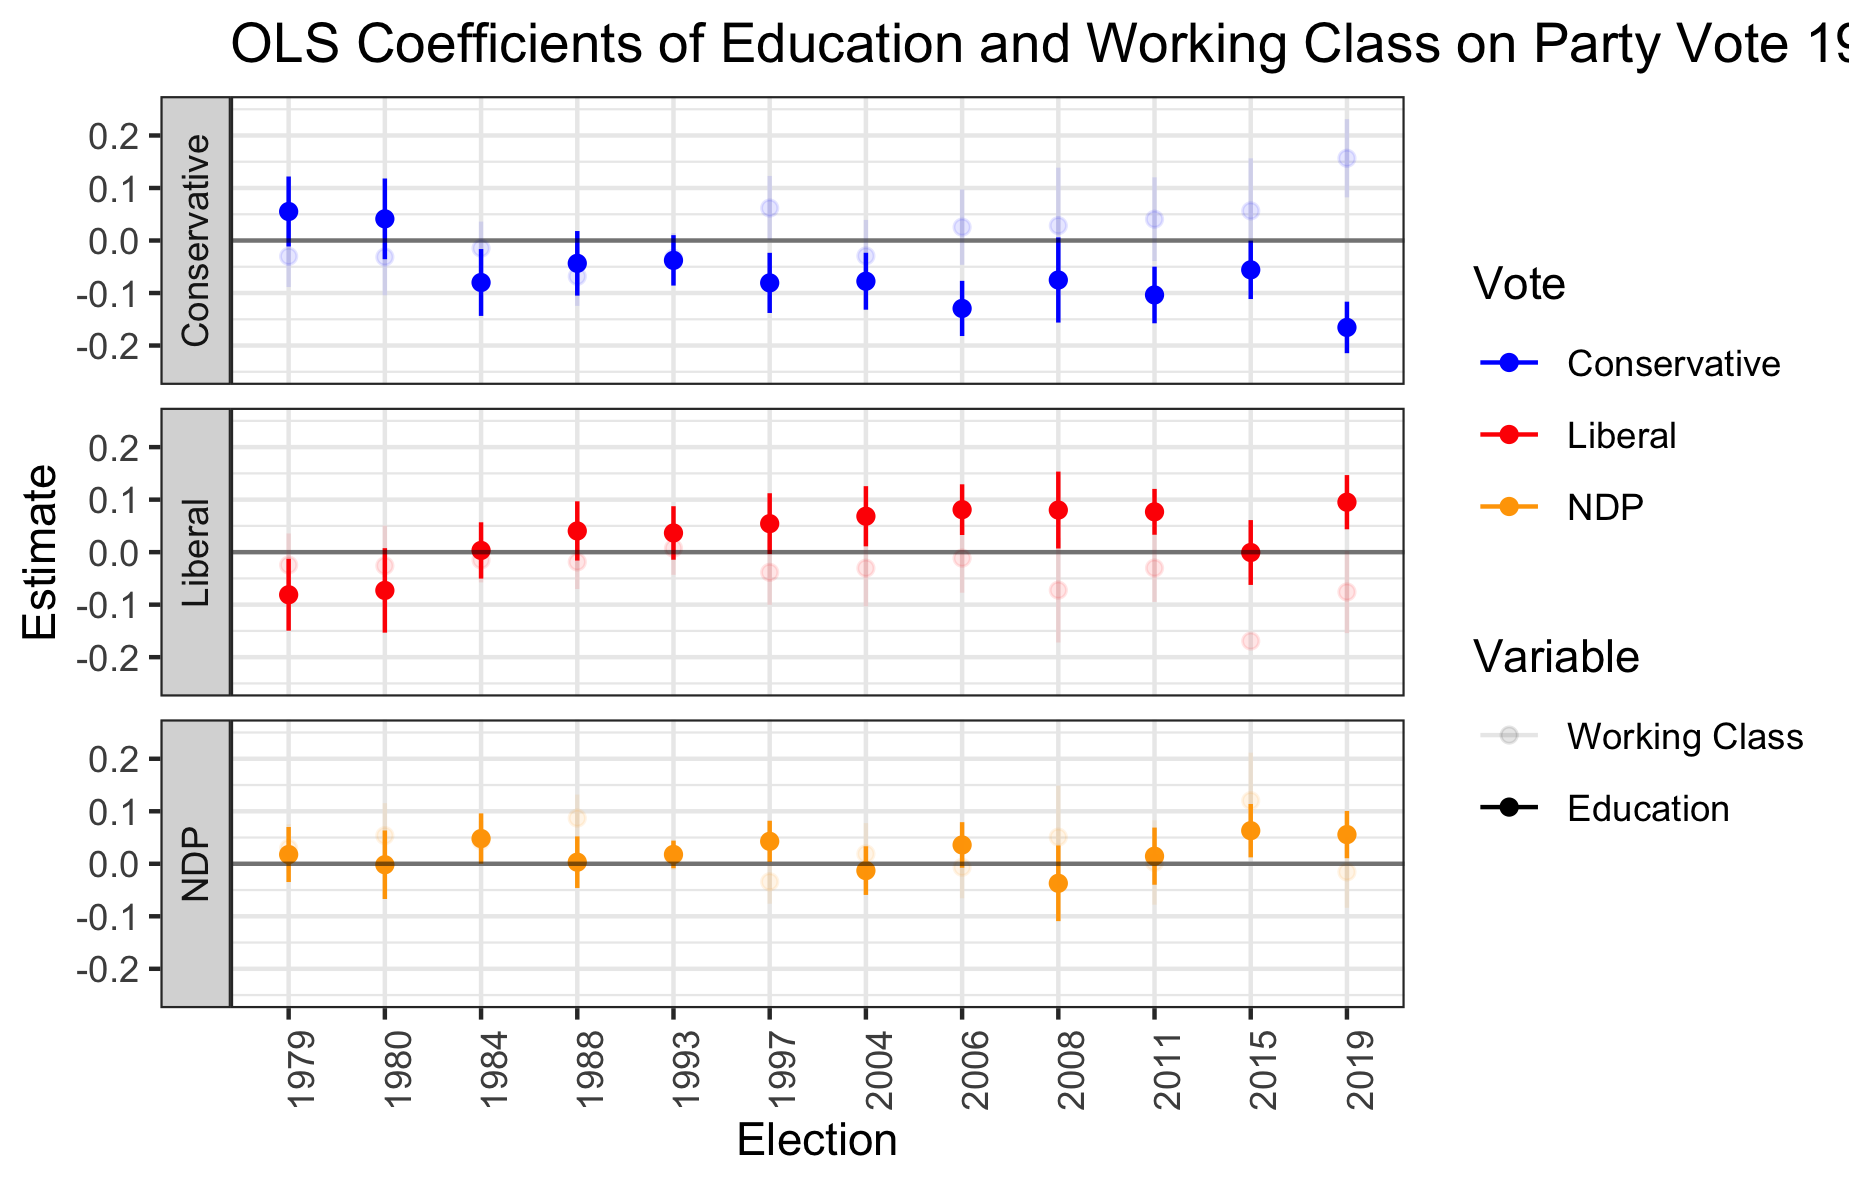 OLS Coefficients of Education and Working Class on Party Vote 19
Estimate
Conservative
0.2
0.1
0.0
-0.1
-0.2
Liberal
0.2
0.1
0.0
-0.1
-0.2
NDP
0.2
0.1
0.0
-0.1
-0.2
1979
1980
1984
1988
1993
1997
2004
2006
2008
2011
2015
2019
Election
Vote
Conservative
Liberal
NDP
Variable
Working Class
Education